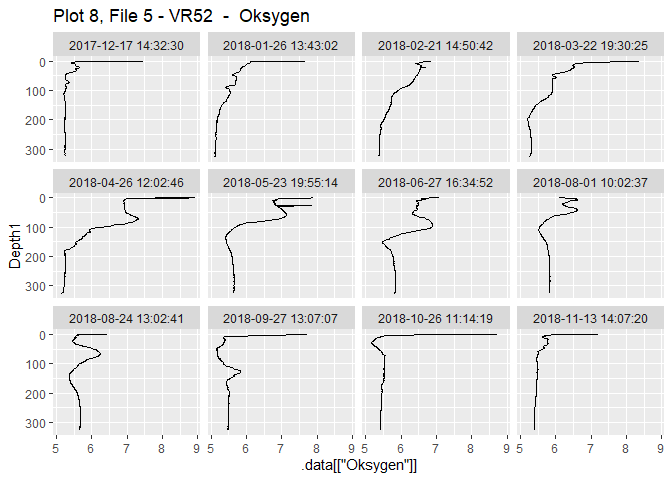 Plot 8, File 5 - VR52  -  Oksygen
2017-12-17 14:32:30 2018-01-26 13:43:02 2018-02-21 14:50:42 2018-03-22 19:30:25
0
100
200
300
2018-04-26 12:02:46 2018-05-23 19:55:14 2018-06-27 16:34:52 2018-08-01 10:02:37
0
100
200
300
Depth1
2018-08-24 13:02:41 2018-09-27 13:07:07 2018-10-26 11:14:19 2018-11-13 14:07:20
0
100
200
300
5 6 7 8 9 5 6 7 8 9 5 6 7 8 9 5 6 7 8 9
.data[["Oksygen"]]